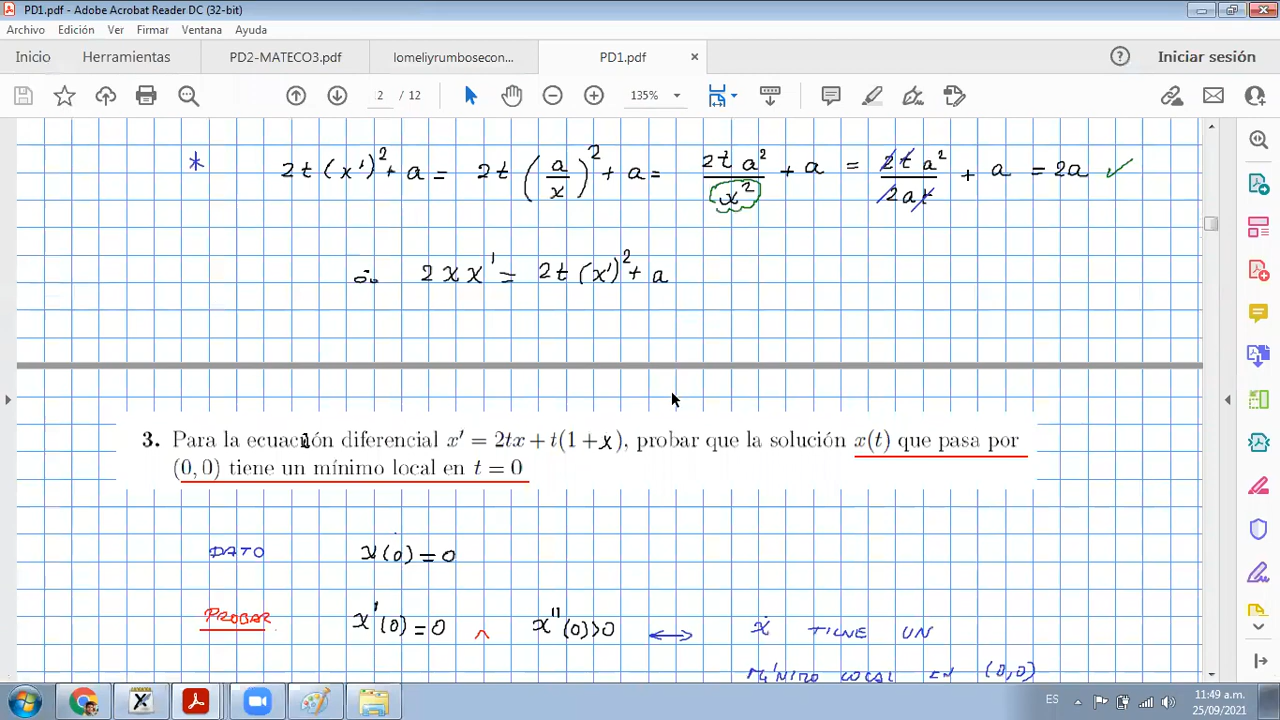 PD1.pdf - Adobe Acrobat Reader DC (32-bit)
Archivo Edición Ver Firmar Ventana Ayuda
Inicio Herramientas PD2-MATECO3.pdf lomeliyrumbosecon... PD1.pdf × ? Iniciar sesión
2 / 12 135%
* 2t(x')² + a = 2t(a/x)² + a = 2ta²/x² + a = 2ta²/2at + a = 2a ✓
∴ 2xx' = 2t(x')² + a
3. Para la ecuación diferencial x′ = 2tx + t(1 + x), probar que la solución x(t) que pasa por
(0, 0) tiene un mínimo local en t = 0
DATO x(0) = 0
PROBAR x'(0) = 0 ∧ x''(0) > 0 ↔ x TIENE UN
MÍNIMO LOCAL EN (0,0)
ES 11:49 a.m.
25/09/2021